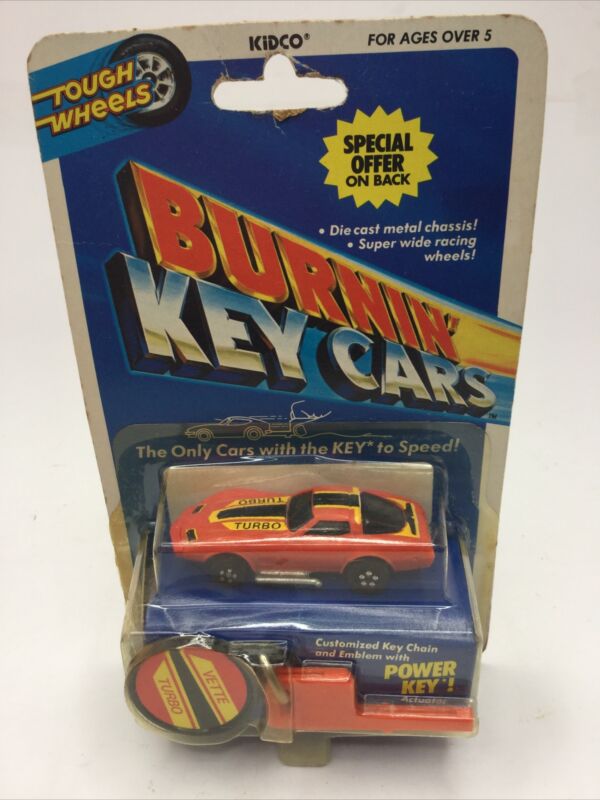 KiDCO®
FOR AGES OVER 5
TOUGH
WHEELS
SPECIAL
OFFER
ON BACK
• Die cast metal chassis!
• Super wide racing
wheels!
BURNIN'
KEY CARS™
The Only Cars with the KEY* to Speed!
TURBO
TURBO
Customized Key Chain
and Emblem with
POWER
KEY*!
Actuator
VETTE
TURBO